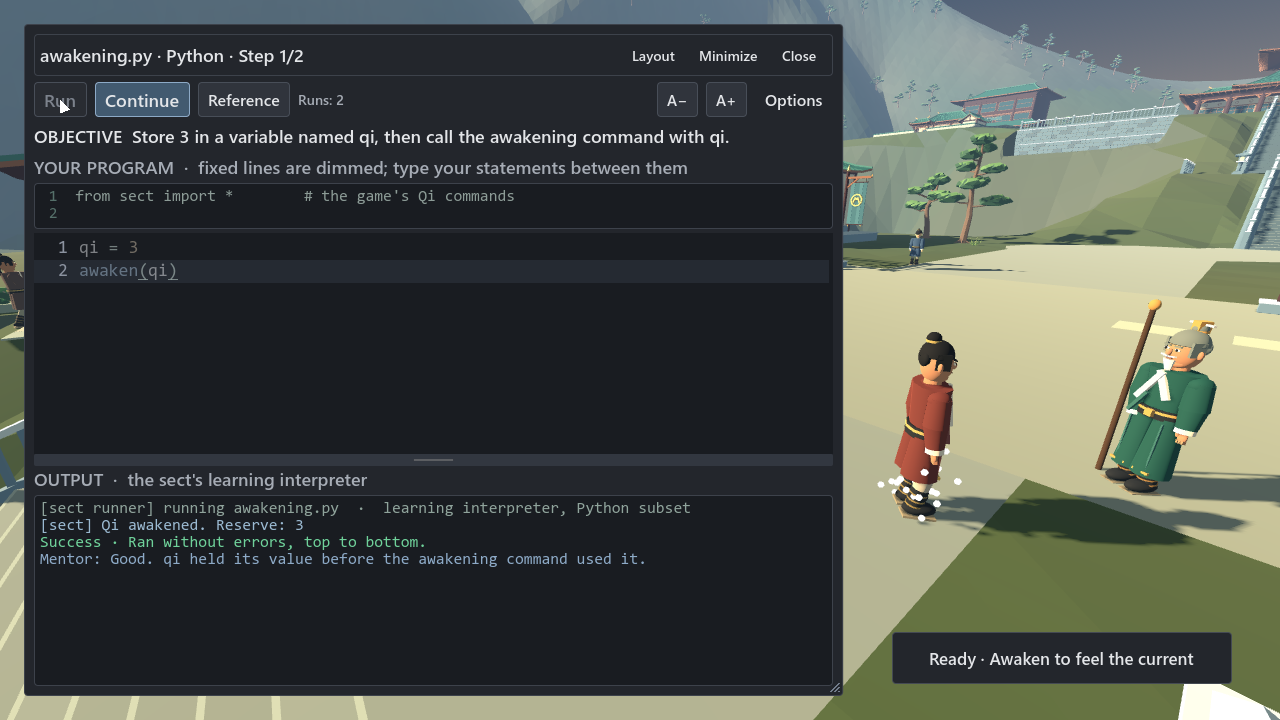 awakening.py · Python · Step 1/2
Layout
Minimize
Close
Run
Continue
Reference
Runs: 2
A−
A+
Options
OBJECTIVE Store 3 in a variable named qi, then call the awakening command with qi.
YOUR PROGRAM · fixed lines are dimmed; type your statements between them
1 from sect import * # the game's Qi commands
2
1 qi = 3
2 awaken(qi)
OUTPUT · the sect's learning interpreter
[sect runner] running awakening.py · learning interpreter, Python subset
[sect] Qi awakened. Reserve: 3
Success · Ran without errors, top to bottom.
Mentor: Good. qi held its value before the awakening command used it.
Ready · Awaken to feel the current